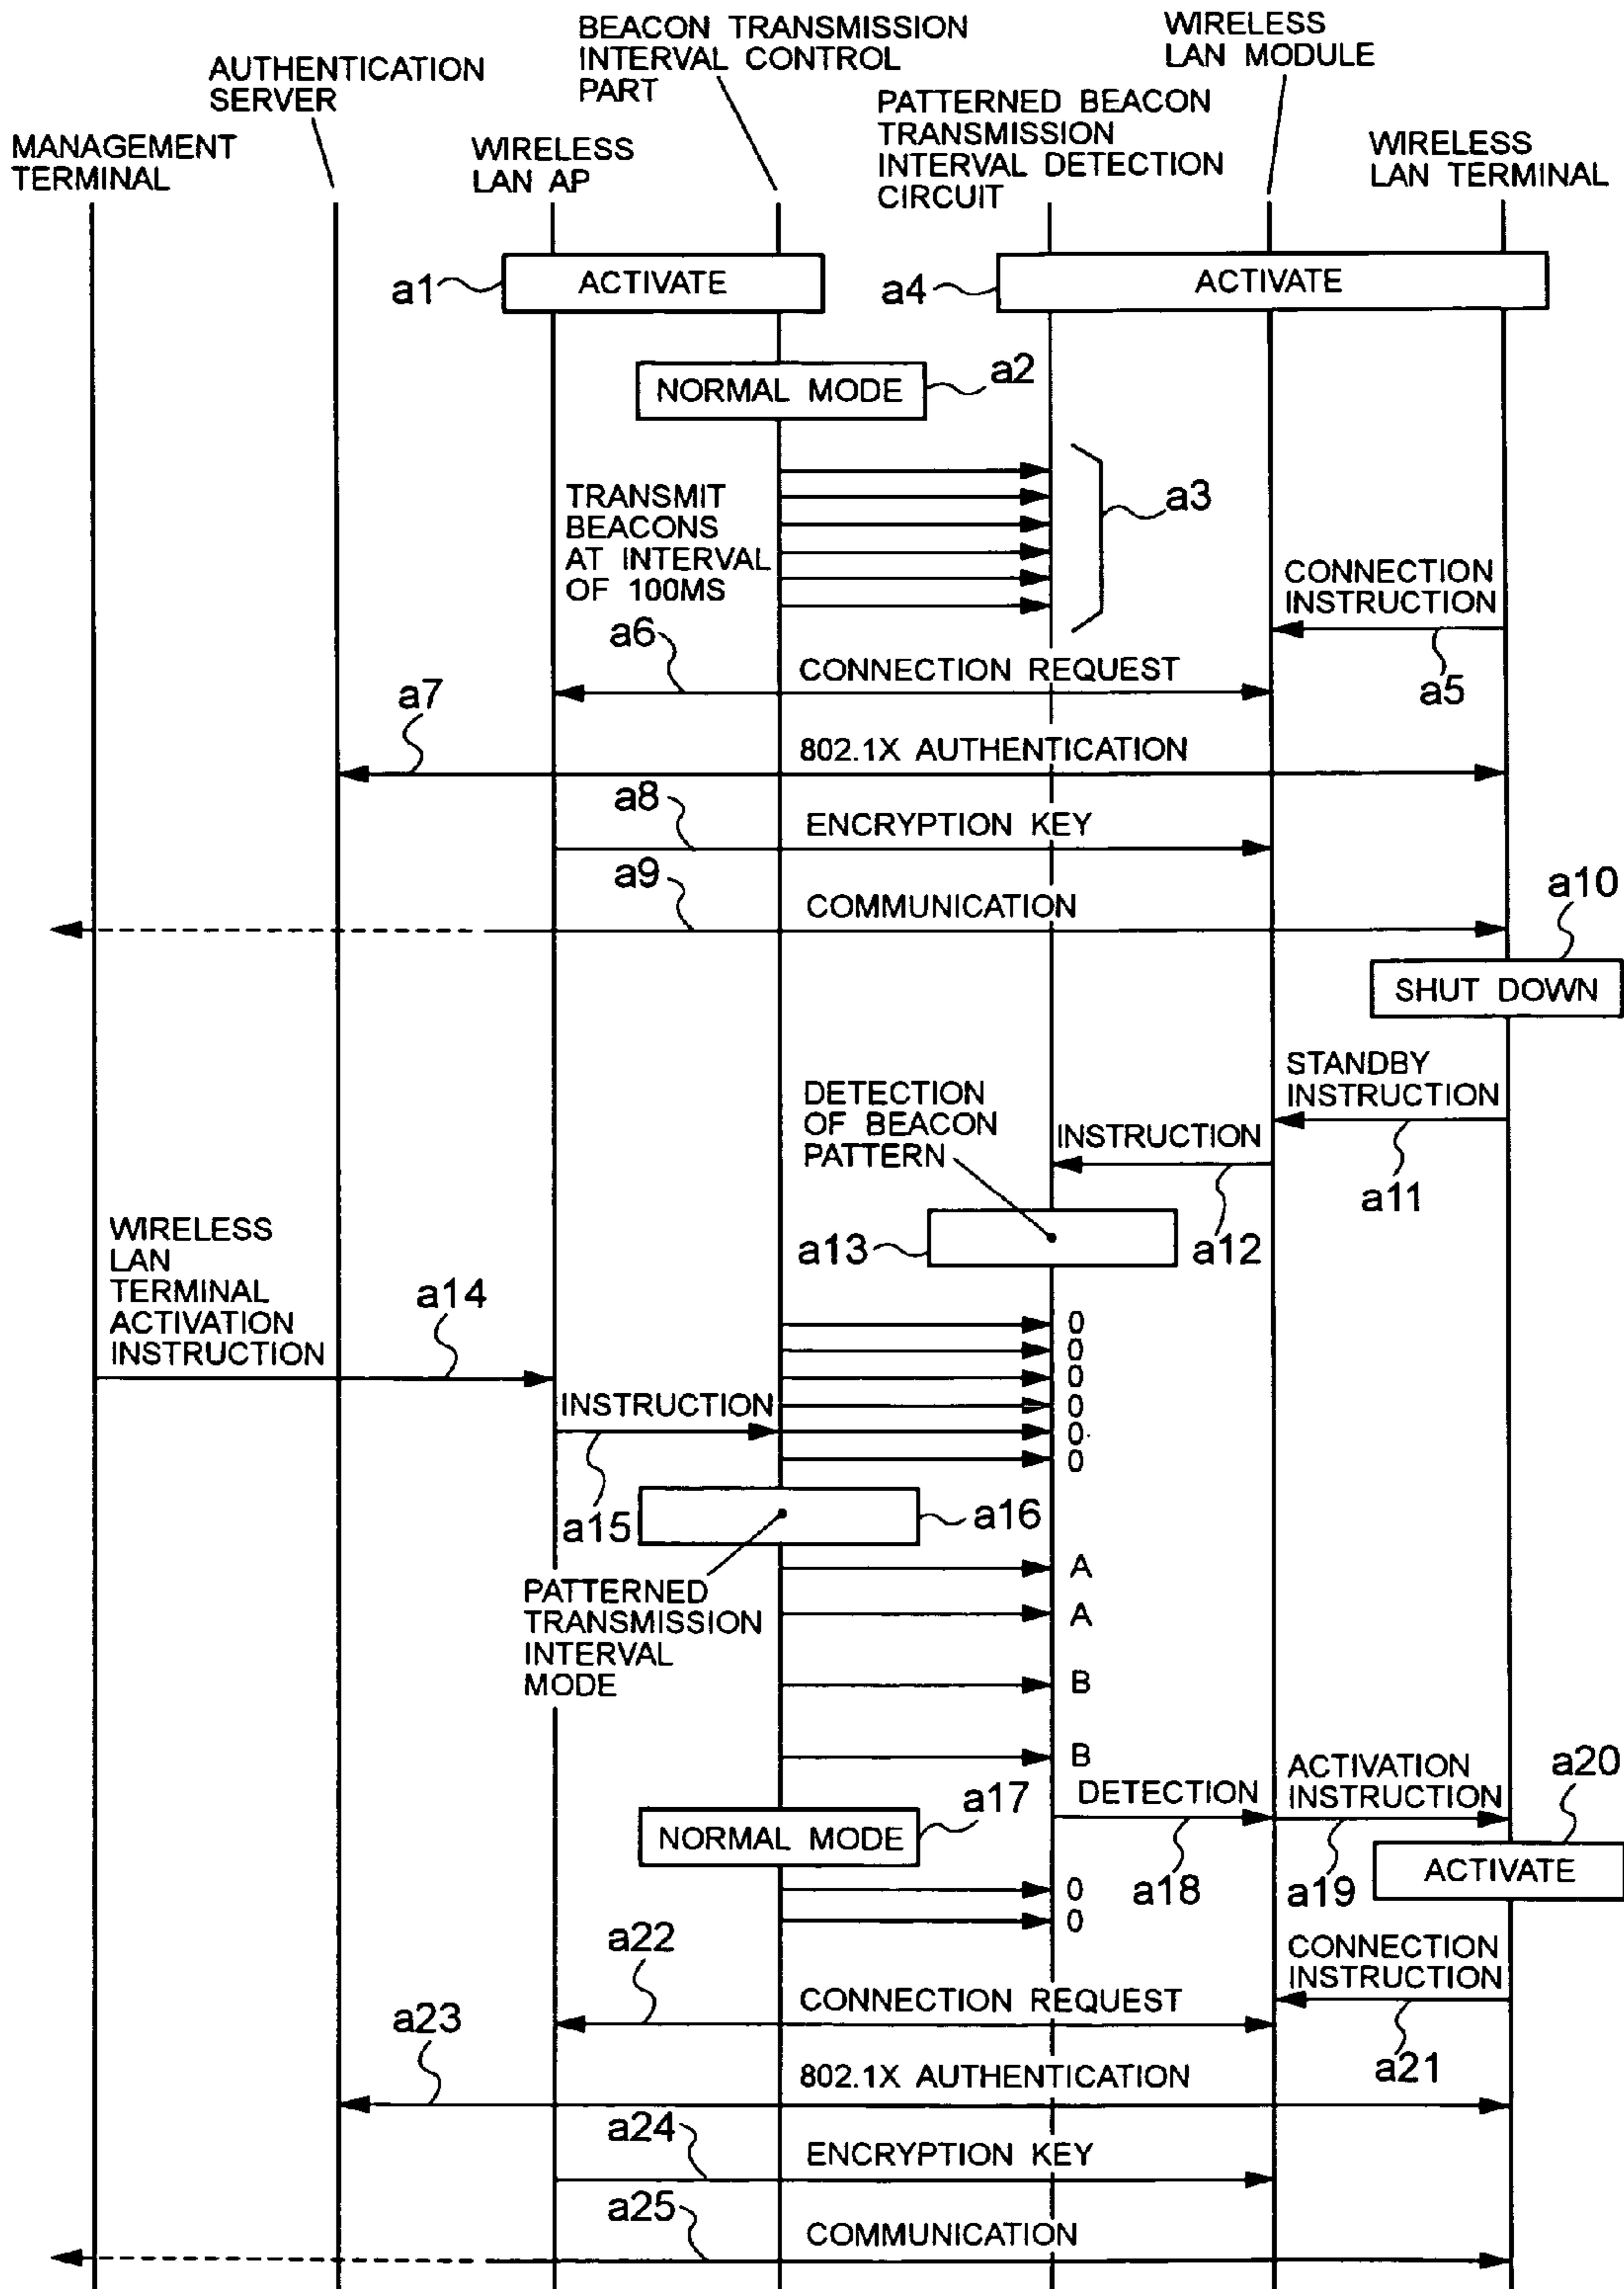 BEACON TRANSMISSION
INTERVAL CONTROL
PART
WIRELESS
LAN MODULE
AUTHENTICATION
SERVER
PATTERNED BEACON
TRANSMISSION
INTERVAL DETECTION
CIRCUIT
MANAGEMENT
TERMINAL
WIRELESS
LAN AP
WIRELESS
LAN TERMINAL
a1
ACTIVATE
a4
ACTIVATE
NORMAL MODE
a2
TRANSMIT
BEACONS
AT INTERVAL
OF 100MS
a3
CONNECTION
INSTRUCTION
a5
a6
CONNECTION REQUEST
a7
802.1X AUTHENTICATION
a8
ENCRYPTION KEY
a9
COMMUNICATION
a10
SHUT DOWN
STANDBY
INSTRUCTION
a11
DETECTION
OF BEACON
PATTERN
INSTRUCTION
a12
a13
WIRELESS
LAN
TERMINAL
ACTIVATION
INSTRUCTION
a14
0
0
0
0
0
0
INSTRUCTION
a15
a16
PATTERNED
TRANSMISSION
INTERVAL
MODE
A
A
B
B
DETECTION
a18
ACTIVATION
INSTRUCTION
a19
a20
ACTIVATE
a17
NORMAL MODE
0
0
CONNECTION
INSTRUCTION
a21
a22
CONNECTION REQUEST
a23
802.1X AUTHENTICATION
a24
ENCRYPTION KEY
a25
COMMUNICATION